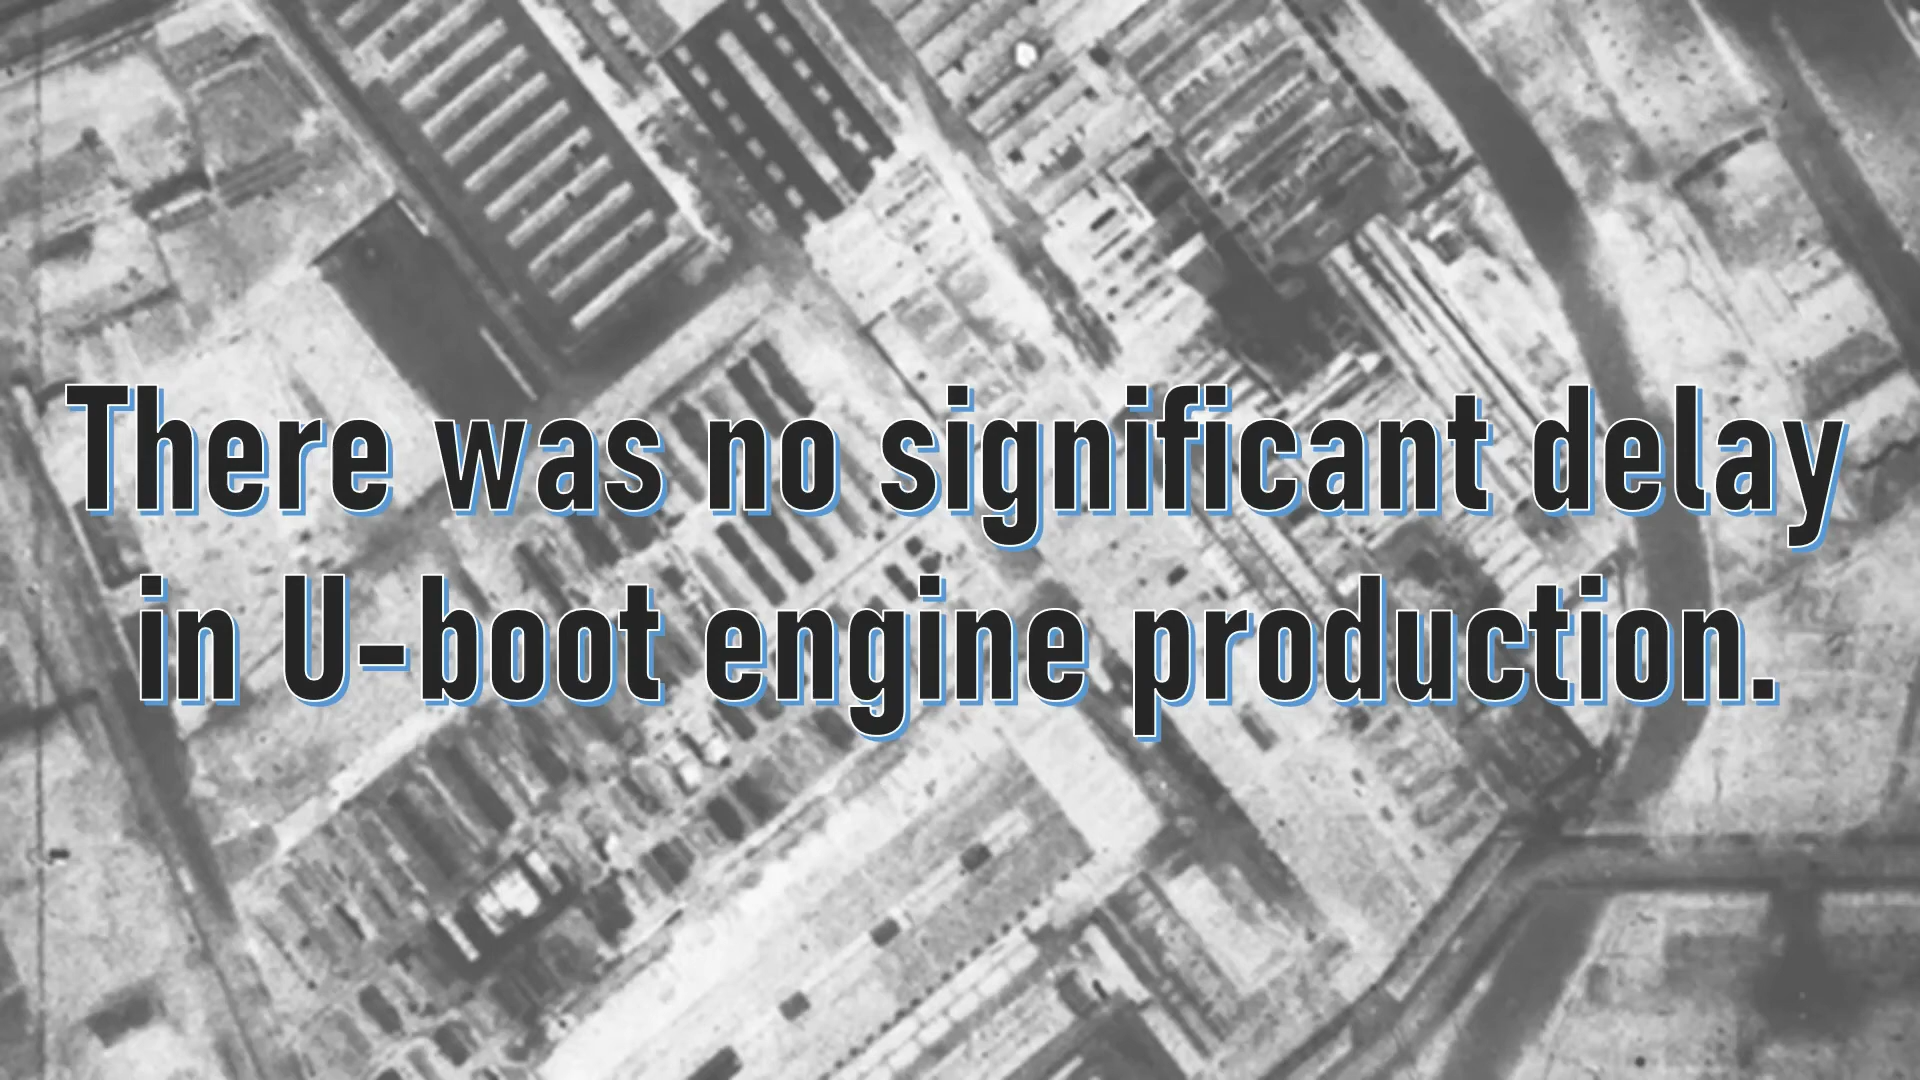 There was no significant delay
in U-boot engine production.